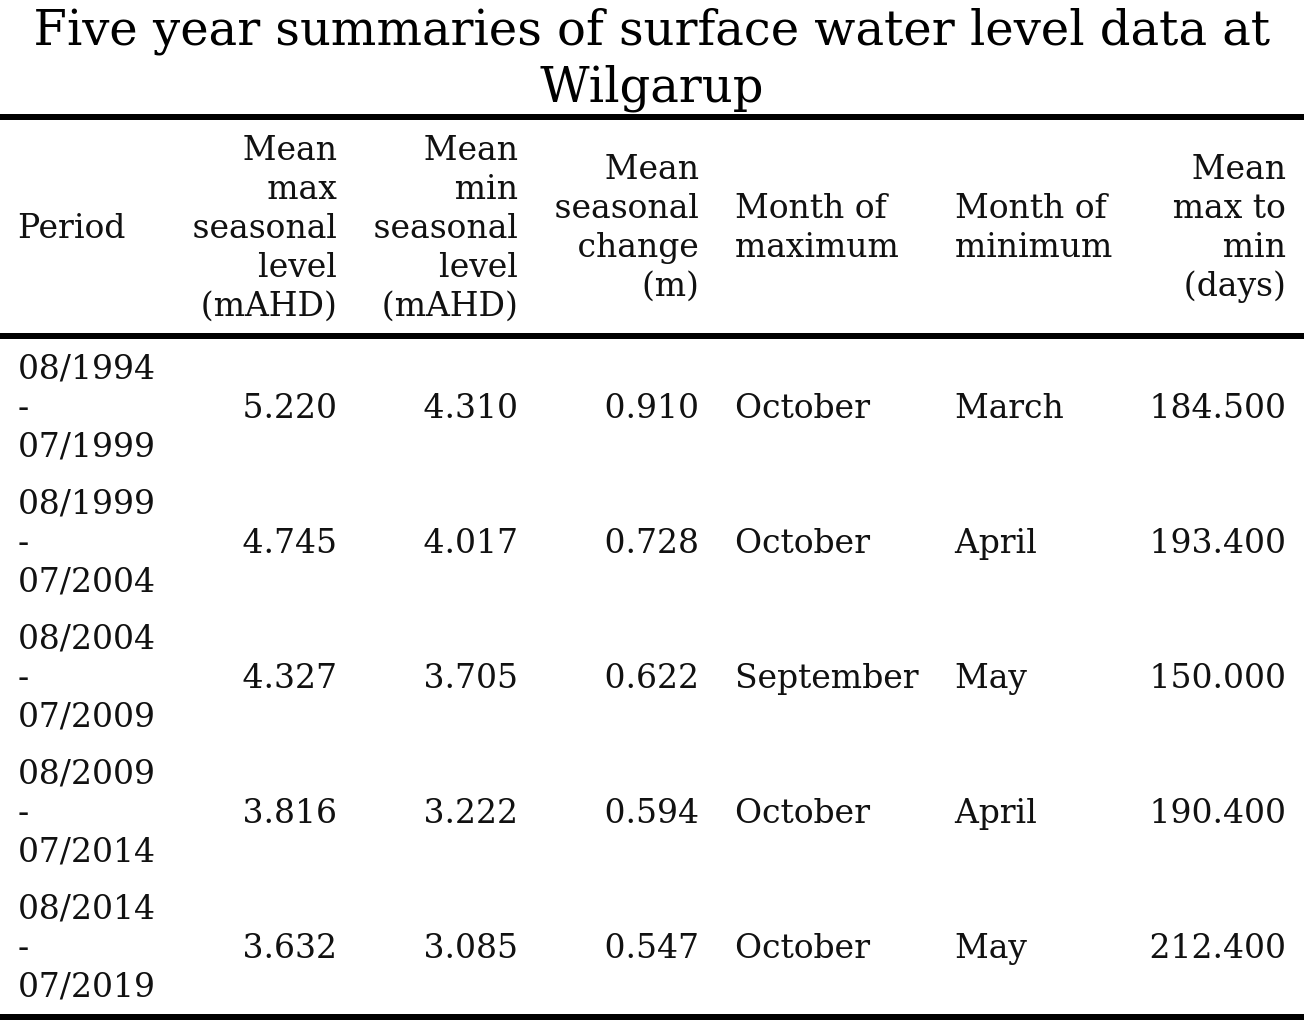 Five year summaries of surface water level data at
Wilgarup
Period
Mean
max
seasonal
level
(mAHD)
Mean
min
seasonal
level
(mAHD)
Mean
seasonal
change
(m)
Month of
maximum
Month of
minimum
Mean
max to
min
(days)
08/1994
-
07/1999
5.220 4.310 0.910 October March 184.500
08/1999
-
07/2004
4.745 4.017 0.728 October April 193.400
08/2004
-
07/2009
4.327 3.705 0.622 September May 150.000
08/2009
-
07/2014
3.816 3.222 0.594 October April 190.400
08/2014
-
07/2019
3.632 3.085 0.547 October May 212.400